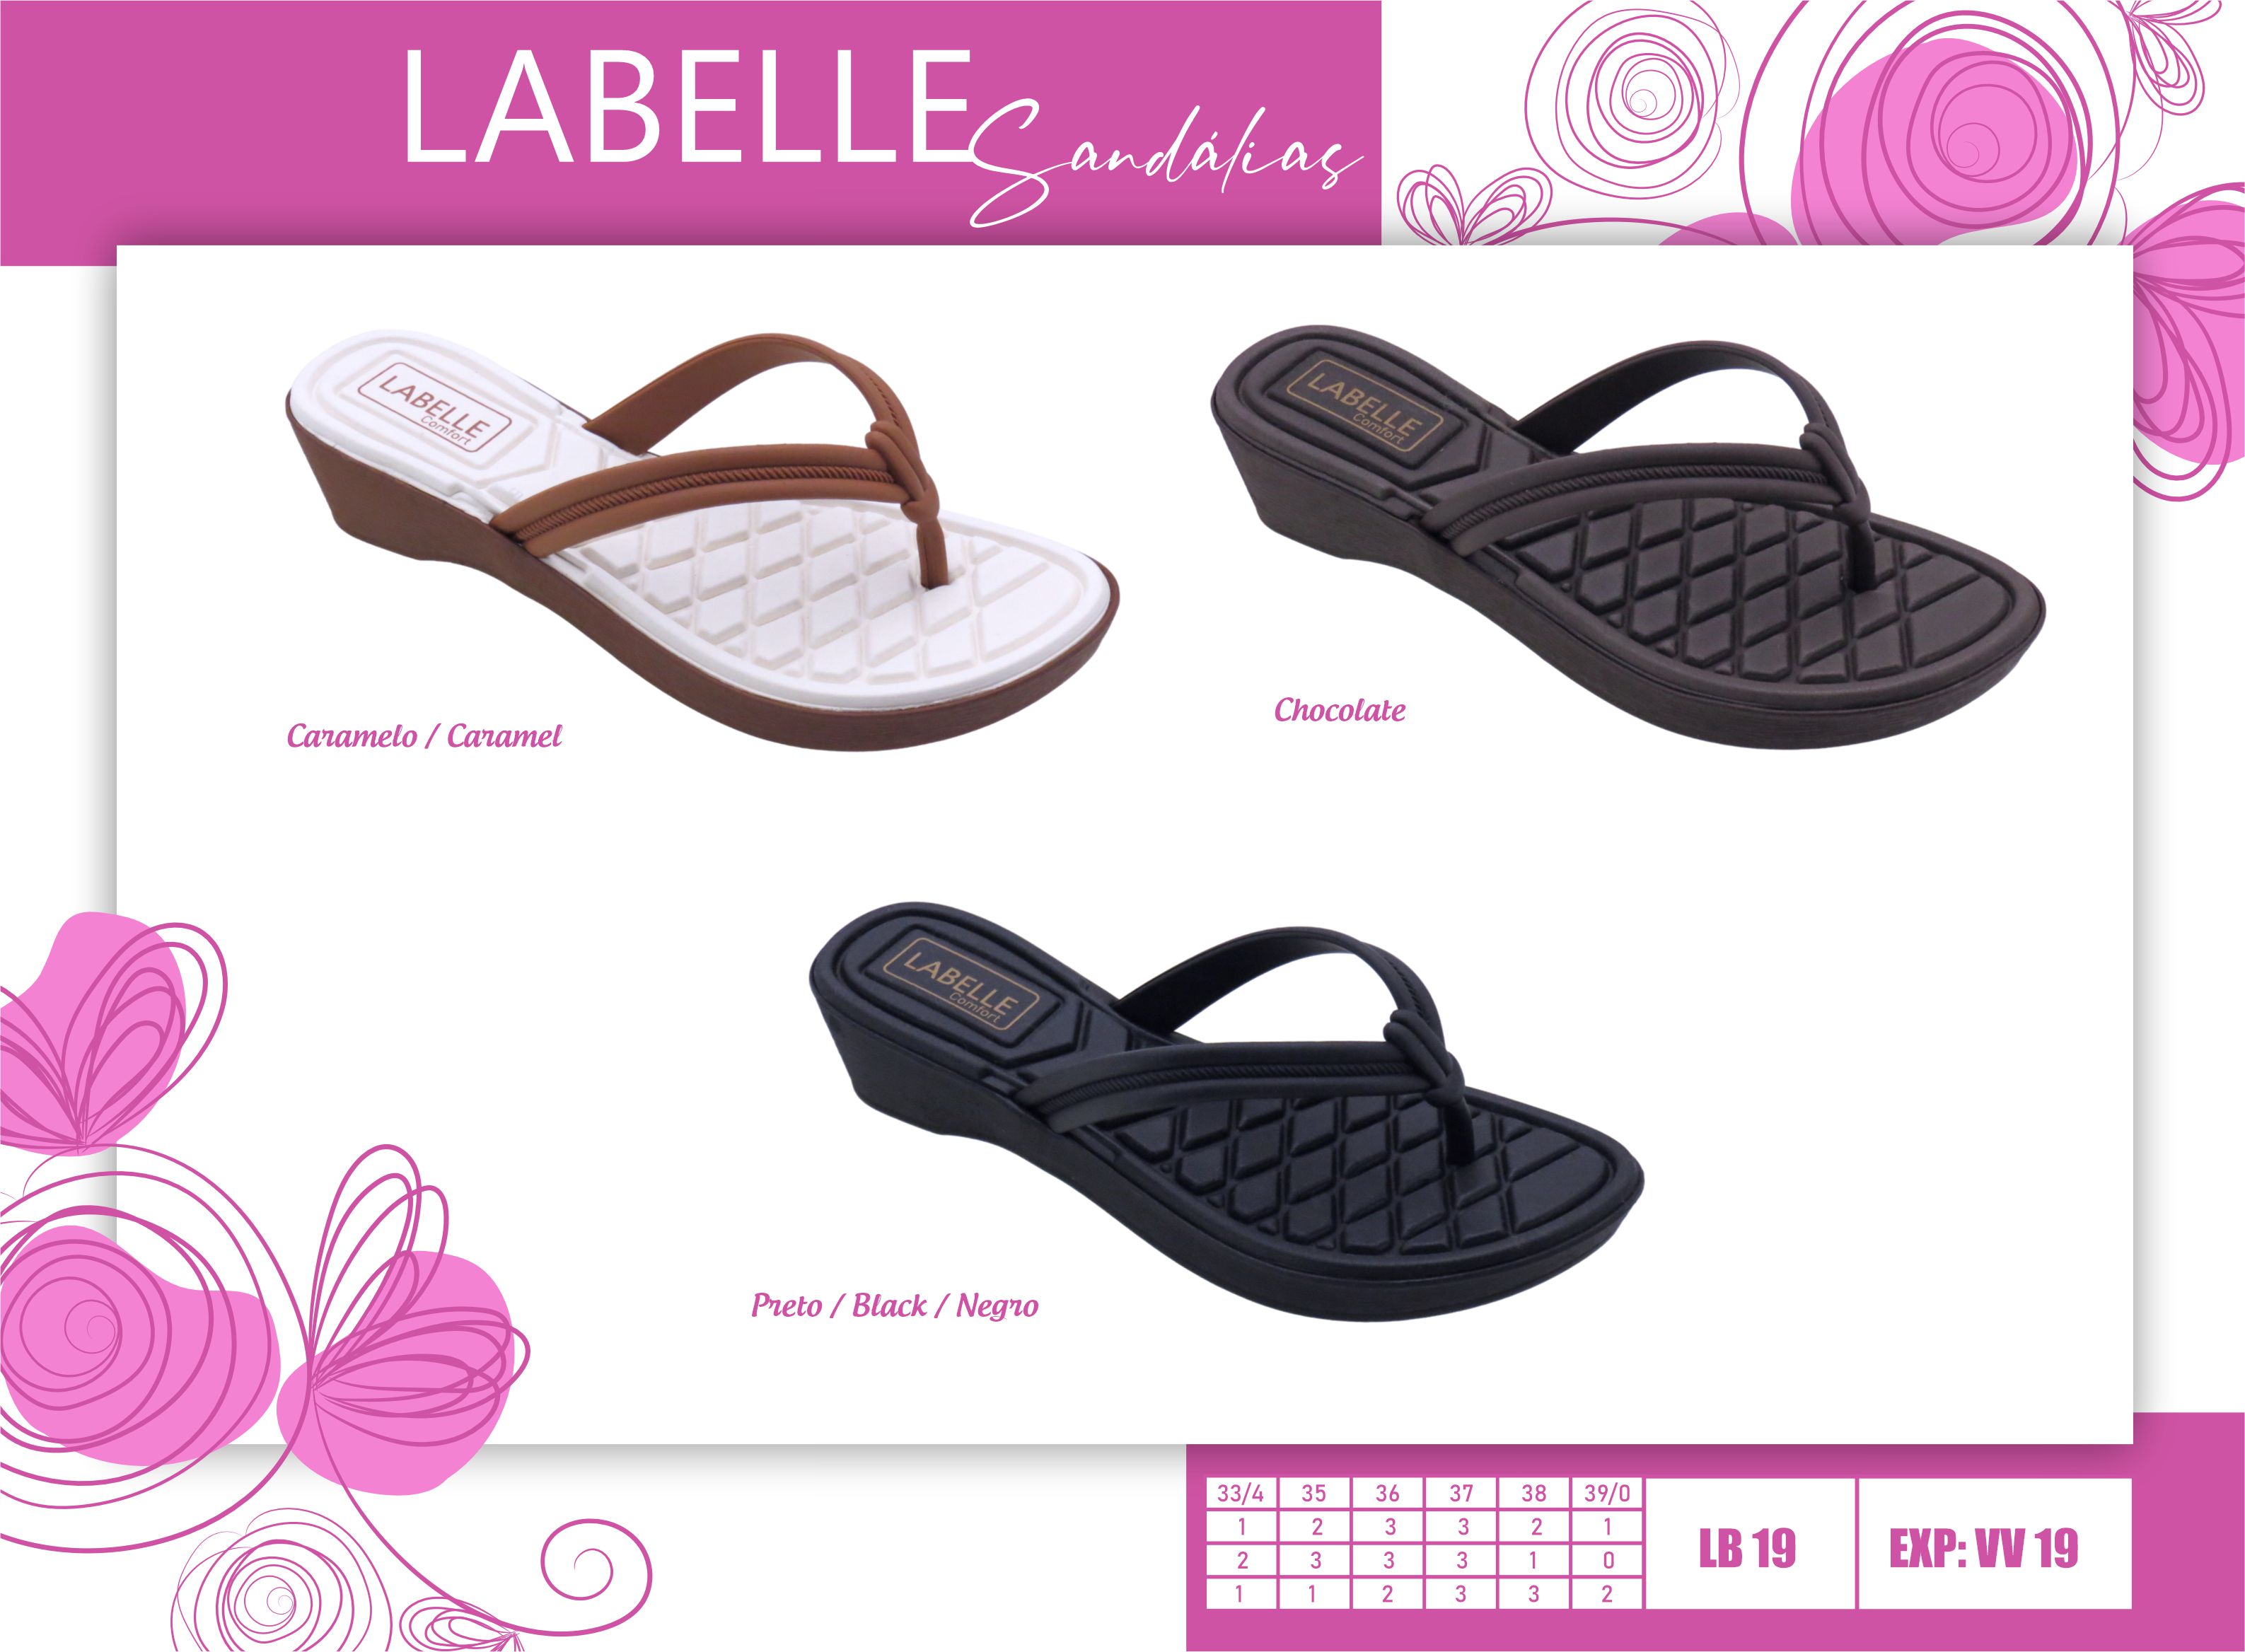 LABELLE Sandálias
LABELLE
Comfort
LABELLE
Comfort
Caramelo / Caramel
Chocolate
LABELLE
Comfort
Preto / Black / Negro
33/4 35 36 37 38 39/0
1 2 3 3 2 1
2 3 3 3 1 0
1 1 2 3 3 2
LB 19
EXP: VV 19